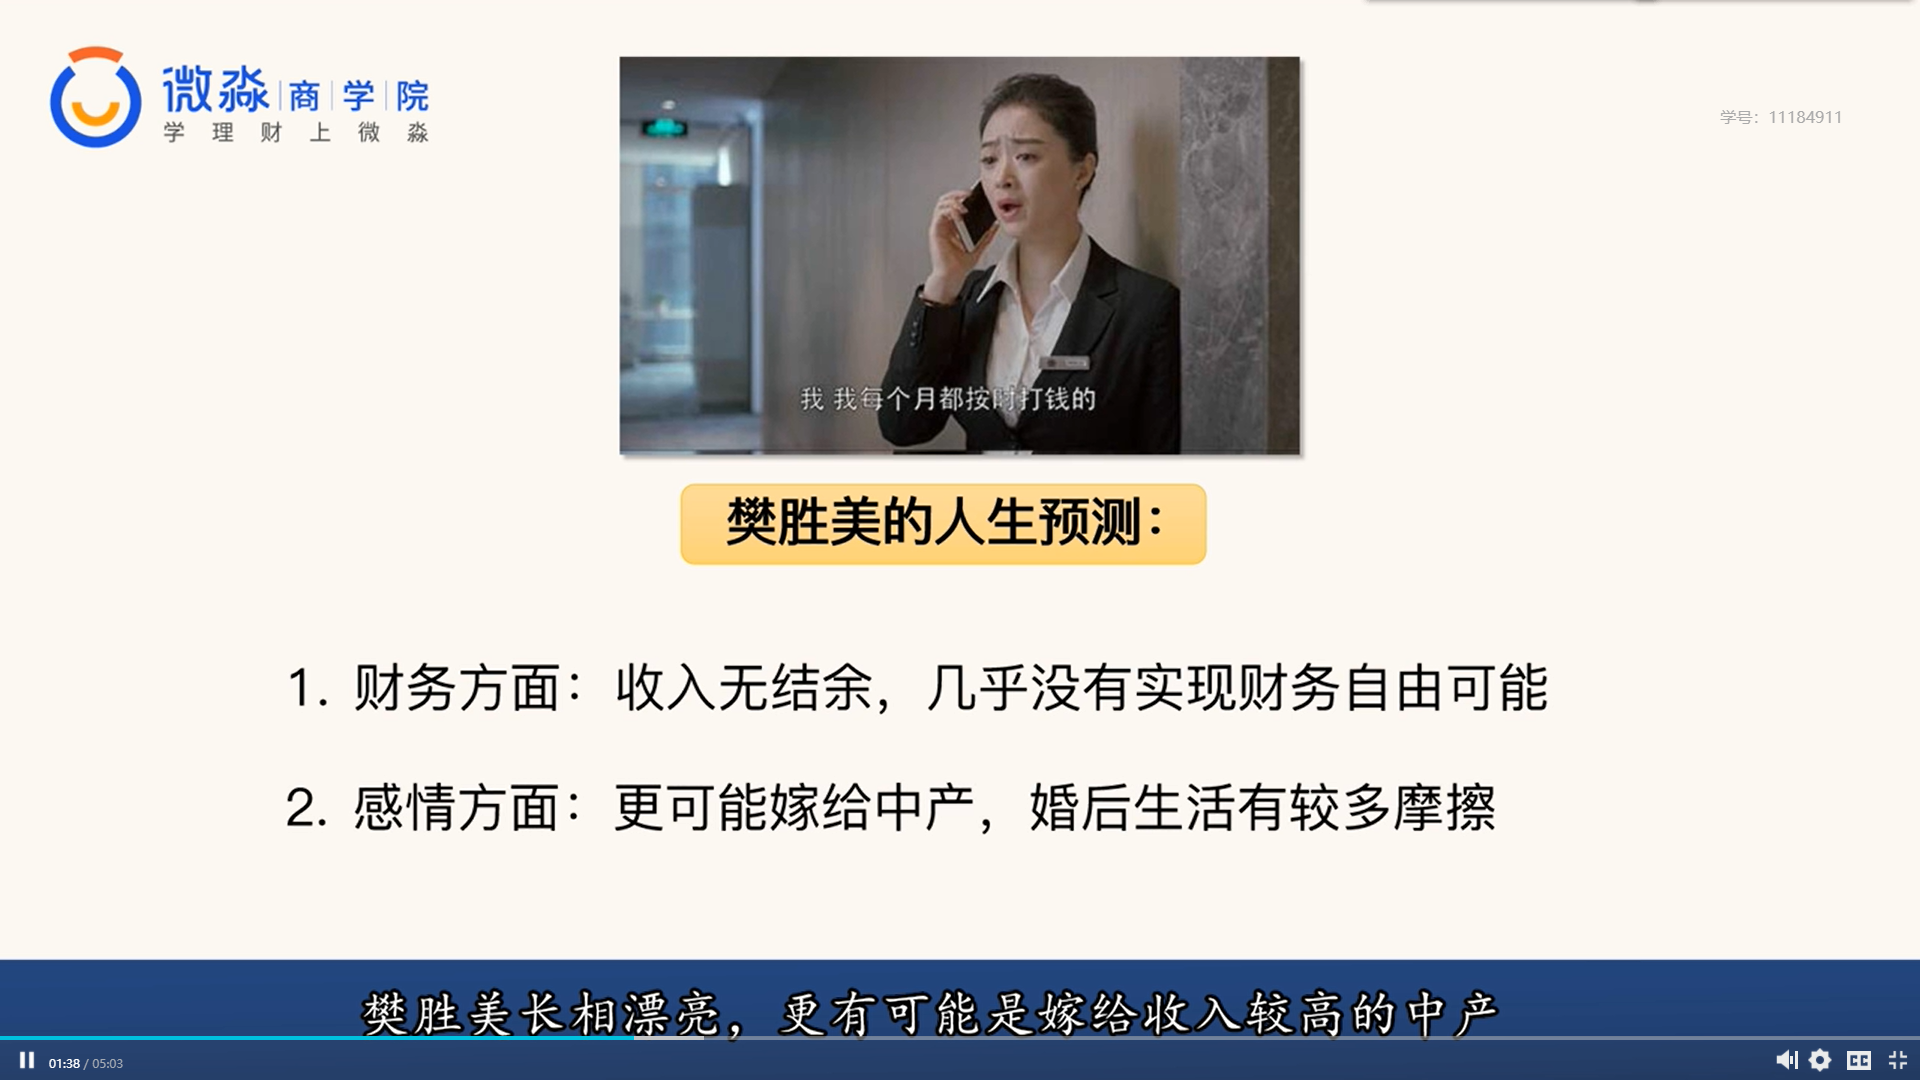 微淼|商|学|院
学理财上微淼
学号：11184911
我 我每个月都按时打钱的
樊胜美的人生预测：
1. 财务方面：收入无结余，几乎没有实现财务自由可能
2. 感情方面：更可能嫁给中产，婚后生活有较多摩擦
樊胜美长相漂亮，更有可能是嫁给收入较高的中产
01:38 / 05:03
CC